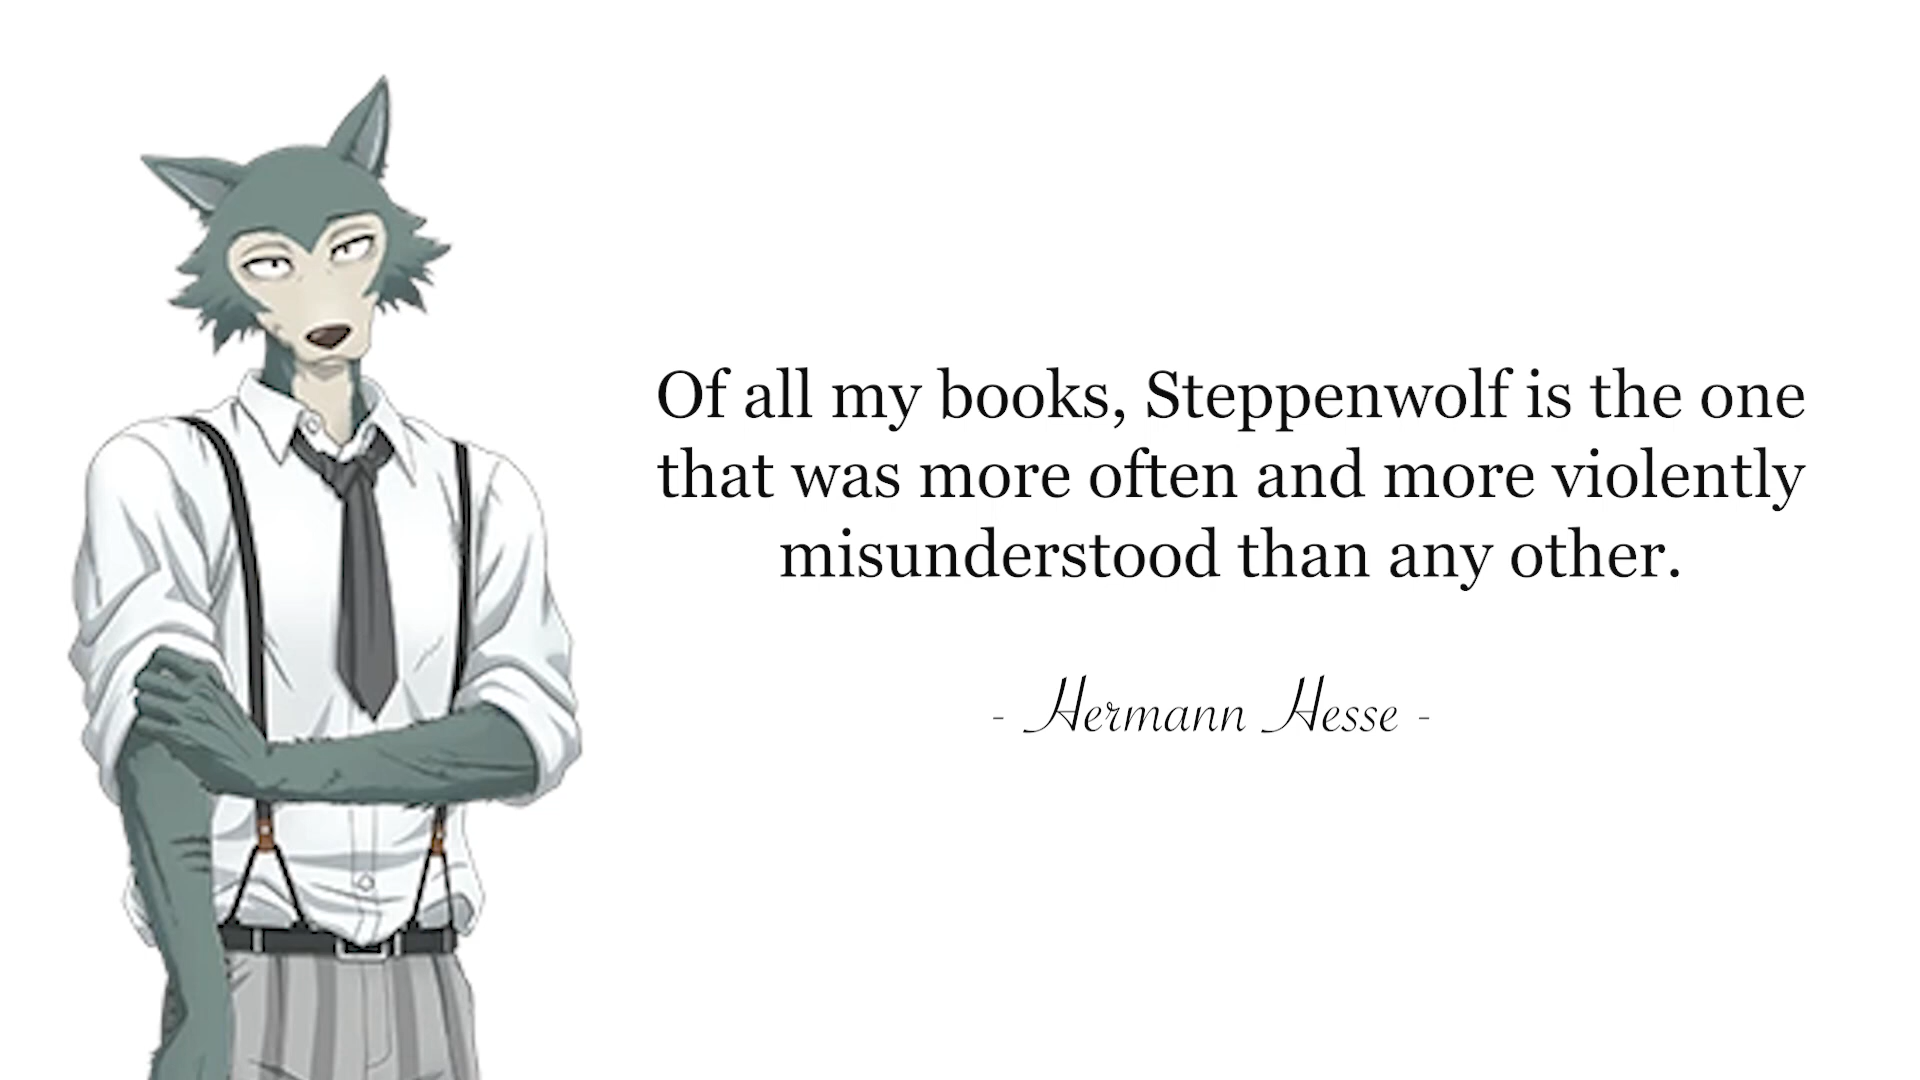 Of all my books, Steppenwolf is the one
that was more often and more violently
misunderstood than any other.
- Hermann Hesse -